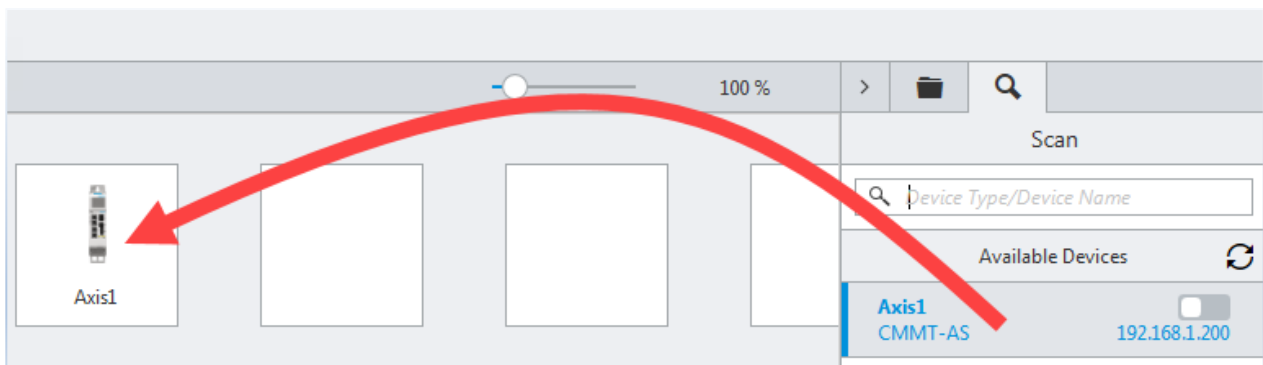 100 %
>
Scan
Device Type/Device Name
Available Devices
Axis1
Axis1
CMMT-AS 192.168.1.200